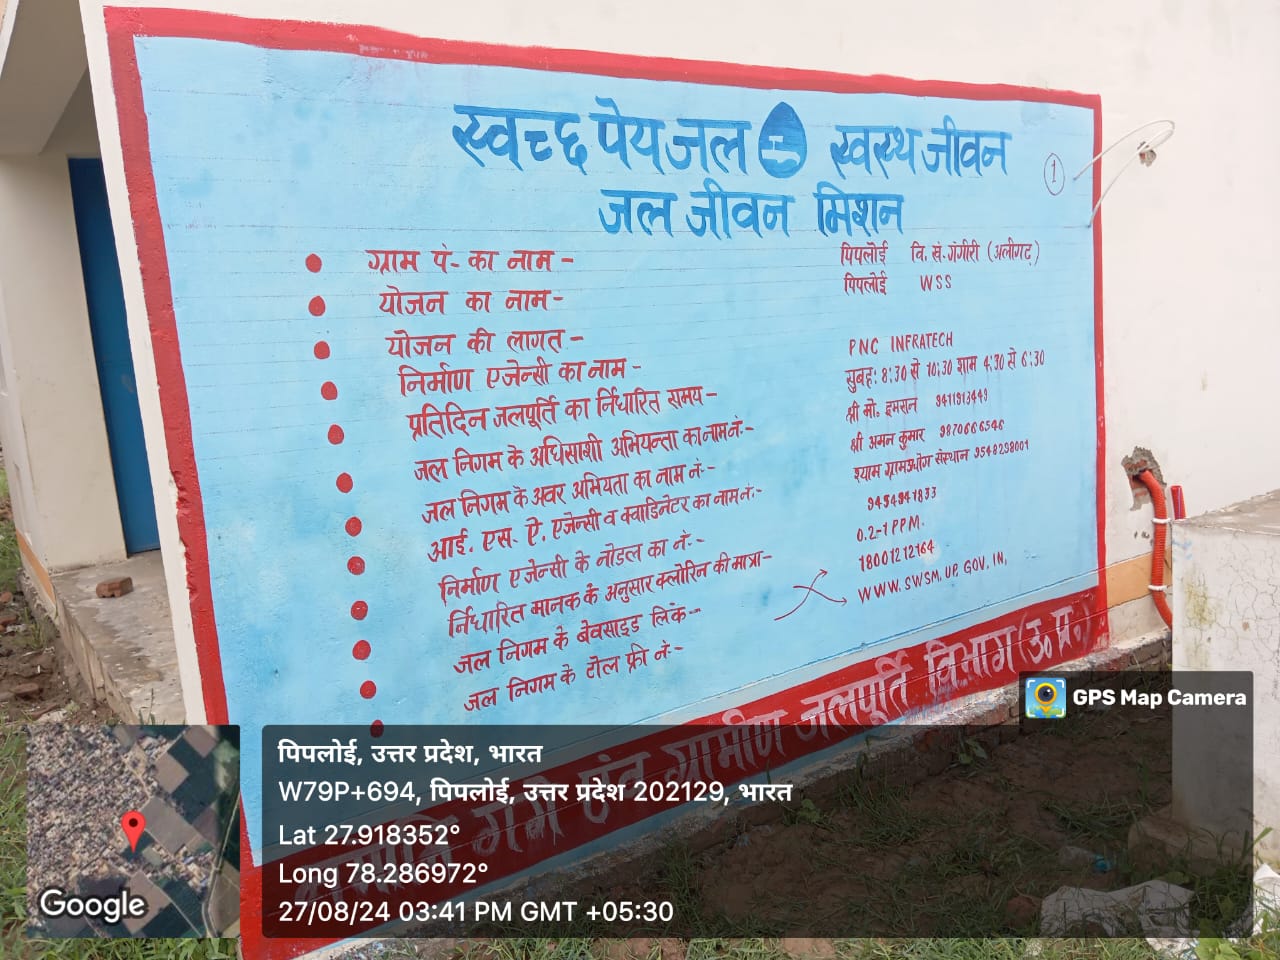 स्वच्छ पेयजल स्वस्थ जीवन
जल जीवन मिशन
1
ग्राम पं- का नाम - पिपलोई वि. खं. गंगीरी (अलीगढ़)
योजन का नाम - पिपलोई WSS
योजन की लागत -
निर्माण एजेन्सी का नाम - PNC INFRATECH
प्रतिदिन जलपूर्ति का र्निधारित समय - सुबह: 8:30 से 10:30 शाम 4:30 से 6:30
जल निगम के अधिसाशी अभियन्ता का नाम नं:- श्री मो. इमरान 9411913449
जल निगम के अवर अभियता का नाम नं:- श्री अमन कुमार 9870666546
आई. एस. ऐ. एजेन्सी व क्वाडिनेटर का नाम नं:- श्याम ग्रामउधोग संस्थान 9548298001
निर्माण एजेन्सी के नोडल का नं:- 9454941833
र्निधारित मानक के अनुसार क्लोरिन की मात्रा- 0.2-1 PPM.
जल निगम के बेवसाइड लिंक-- 18001212164
जल निगम के टोल फ्री नं:- WWW.SWSM.UP.GOV.IN.
नमामि गंगे एंव ग्रामीण जलपूर्ति विभाग (ऊ.प्र.)
GPS Map Camera
पिपलोई, उत्तर प्रदेश, भारत
W79P+694, पिपलोई, उत्तर प्रदेश 202129, भारत
Lat 27.918352°
Long 78.286972°
27/08/24 03:41 PM GMT +05:30
Google